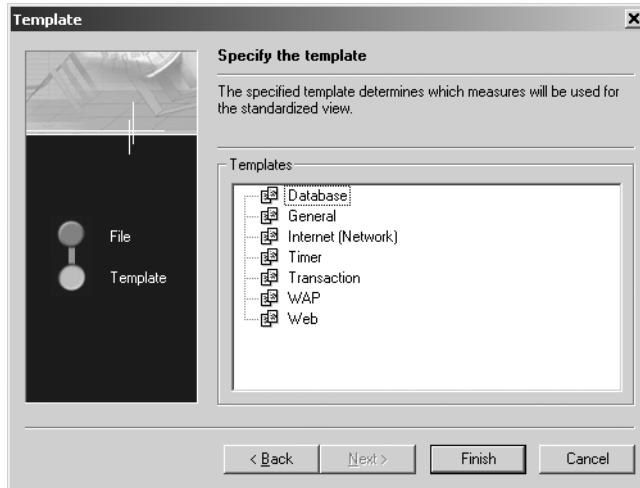 Template
Specify the template
The specified template determines which measures will be used for
the standardized view.
Templates
Database
General
Internet (Network)
Timer
Transaction
WAP
Web
File
Template
< Back
Next >
Finish
Cancel